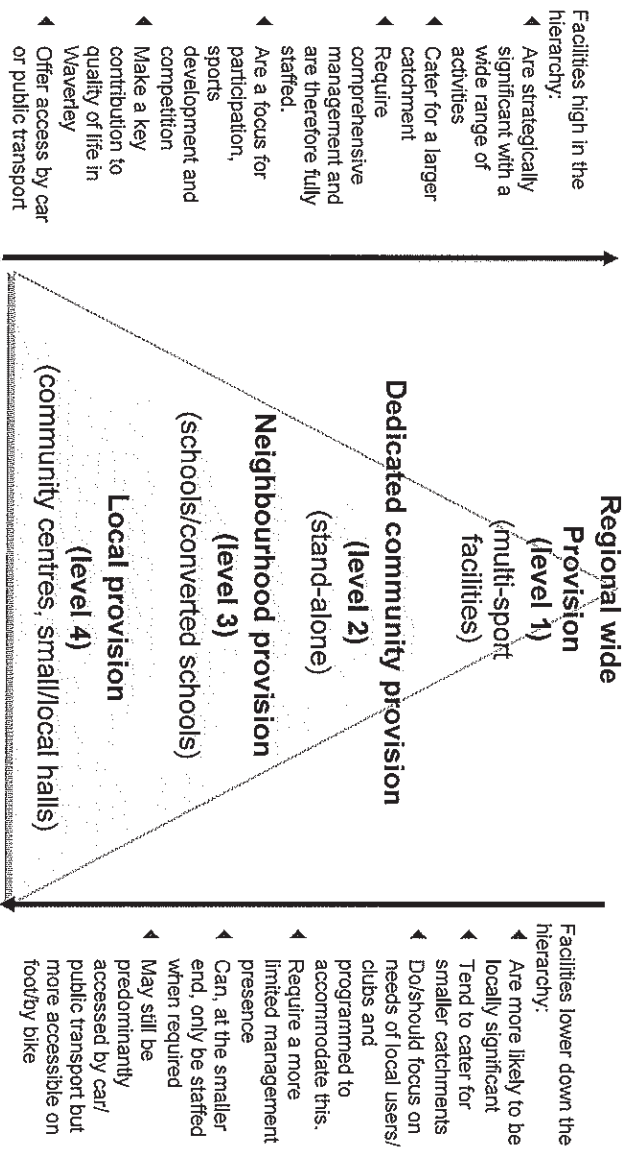 Facilities high in the
hierarchy:
Are strategically
significant with a
wide range of
activities
Cater for a larger
catchment
Require
comprehensive
management and
are therefore fully
staffed.
Are a focus for
participation,
sports
development and
competition
Make a key
contribution to
quality of life in
Waverley
Offer access by car
or public transport
Regional wide
Provision
(level 1)
(multi-sport
facilities)
Dedicated community provision
(level 2)
(stand-alone)
Neighbourhood provision
(level 3)
(schools/converted schools)
Local provision
(level 4)
(community centres, small/local halls)
Facilities lower down the
hierarchy:
Are more likely to be
locally significant
Tend to cater for
smaller catchments
Do/should focus on
needs of local users/
clubs and
programmed to
accommodate this.
Require a more
limited management
presence
Can, at the smaller
end, only be staffed
when required
May still be
predominantly
accessed by car/
public transport but
more accessible on
foot/by bike